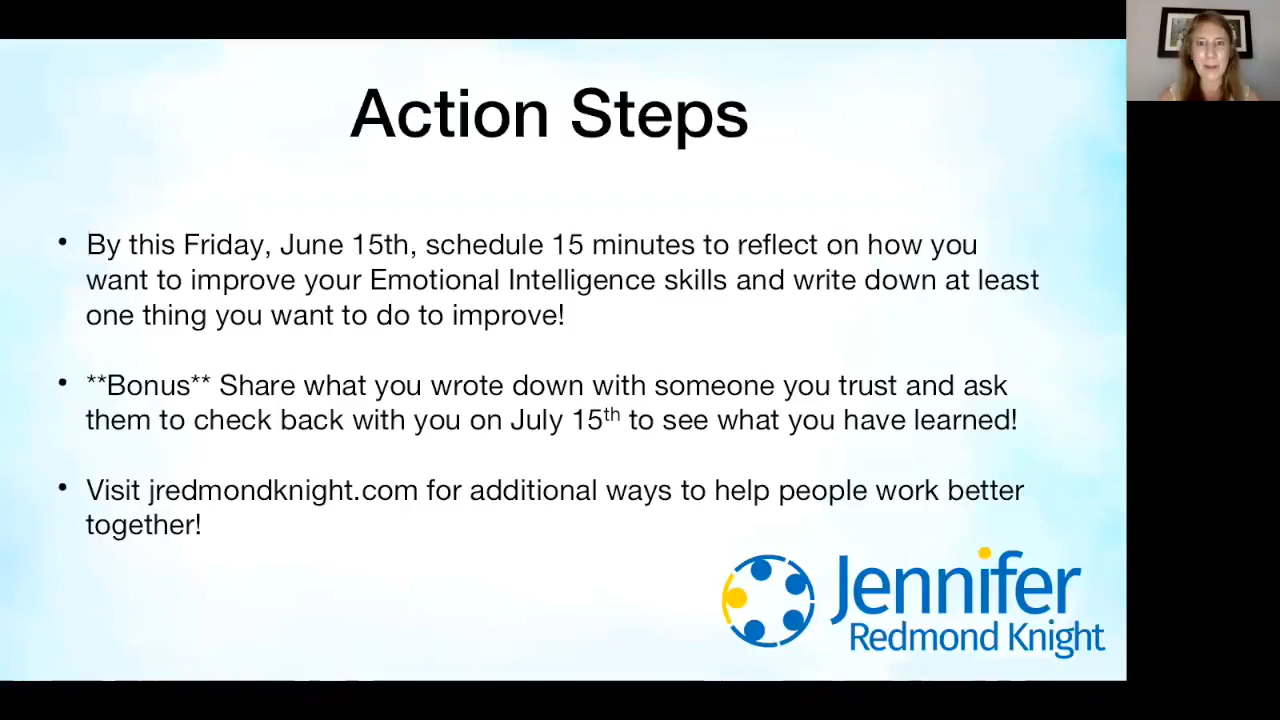 Action Steps
• By this Friday, June 15th, schedule 15 minutes to reflect on how you
want to improve your Emotional Intelligence skills and write down at least
one thing you want to do to improve!
• **Bonus** Share what you wrote down with someone you trust and ask
them to check back with you on July 15th to see what you have learned!
• Visit jredmondknight.com for additional ways to help people work better
together!
Jennifer
Redmond Knight